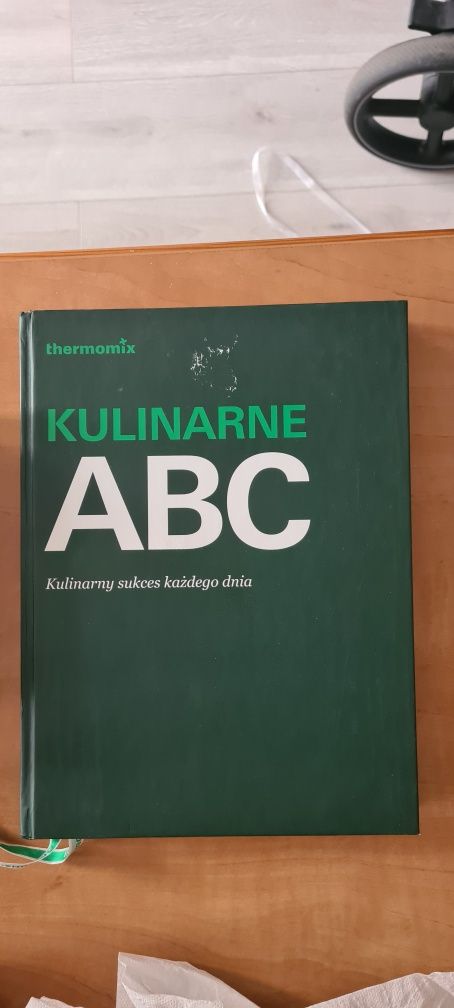 thermomix
KULINARNE
ABC
Kulinarny sukces każdego dnia